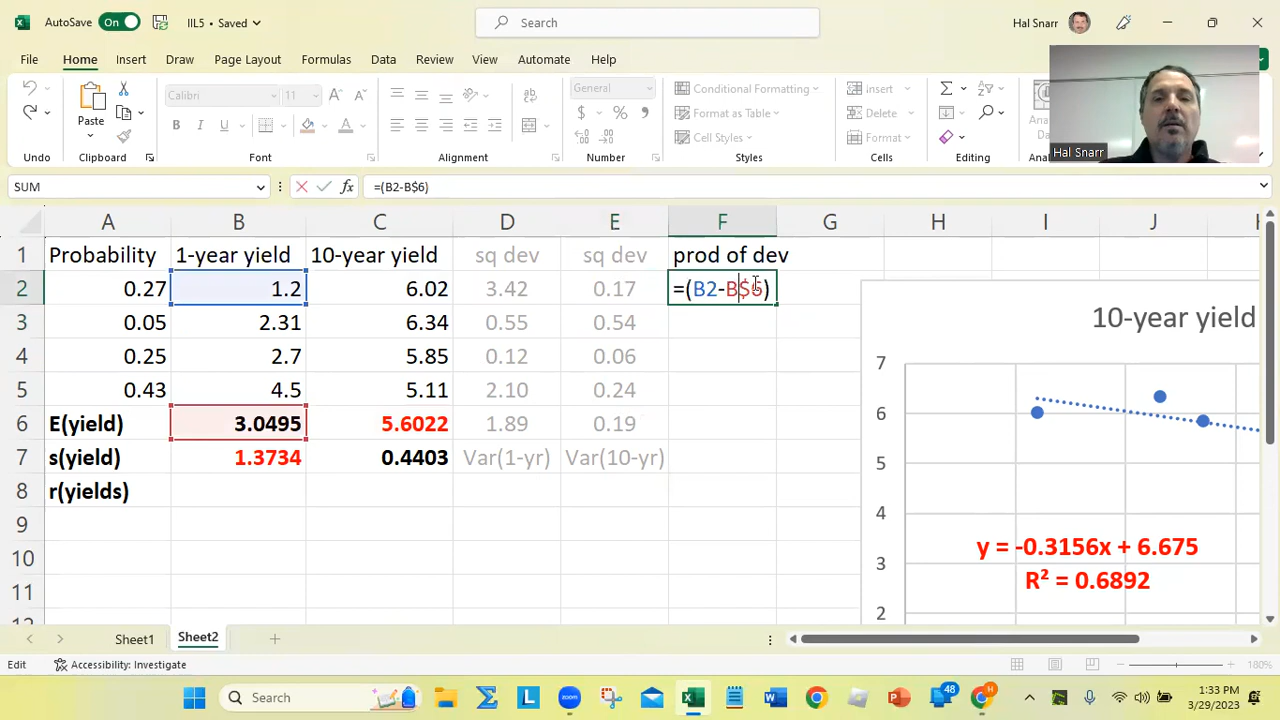 AutoSave On IIL5 • Saved Search Hal Snarr
File Home Insert Draw Page Layout Formulas Data Review View Automate Help
Undo
Paste
Clipboard
Calibri 11
B I U
Font
Alignment
General
$ %
Number
Conditional Formatting
Format as Table
Cell Styles
Styles
Insert
Delete
Format
Cells
Editing
Hal Snarr
SUM fx =(B2-B$6)
A B C D E F G H I J
1 Probability 1-year yield 10-year yield sq dev sq dev prod of dev
2 0.27 1.2 6.02 3.42 0.17 =(B2-B$6)
3 0.05 2.31 6.34 0.55 0.54
4 0.25 2.7 5.85 0.12 0.06
5 0.43 4.5 5.11 2.10 0.24
6 E(yield) 3.0495 5.6022 1.89 0.19
7 s(yield) 1.3734 0.4403 Var(1-yr) Var(10-yr)
8 r(yields)
9
10
11
10-year yield
7
6
5
4
3
2
y = -0.3156x + 6.675
R² = 0.6892
Sheet1 Sheet2
Edit Accessibility: Investigate 180%
Search 48 1:33 PM
3/29/2023